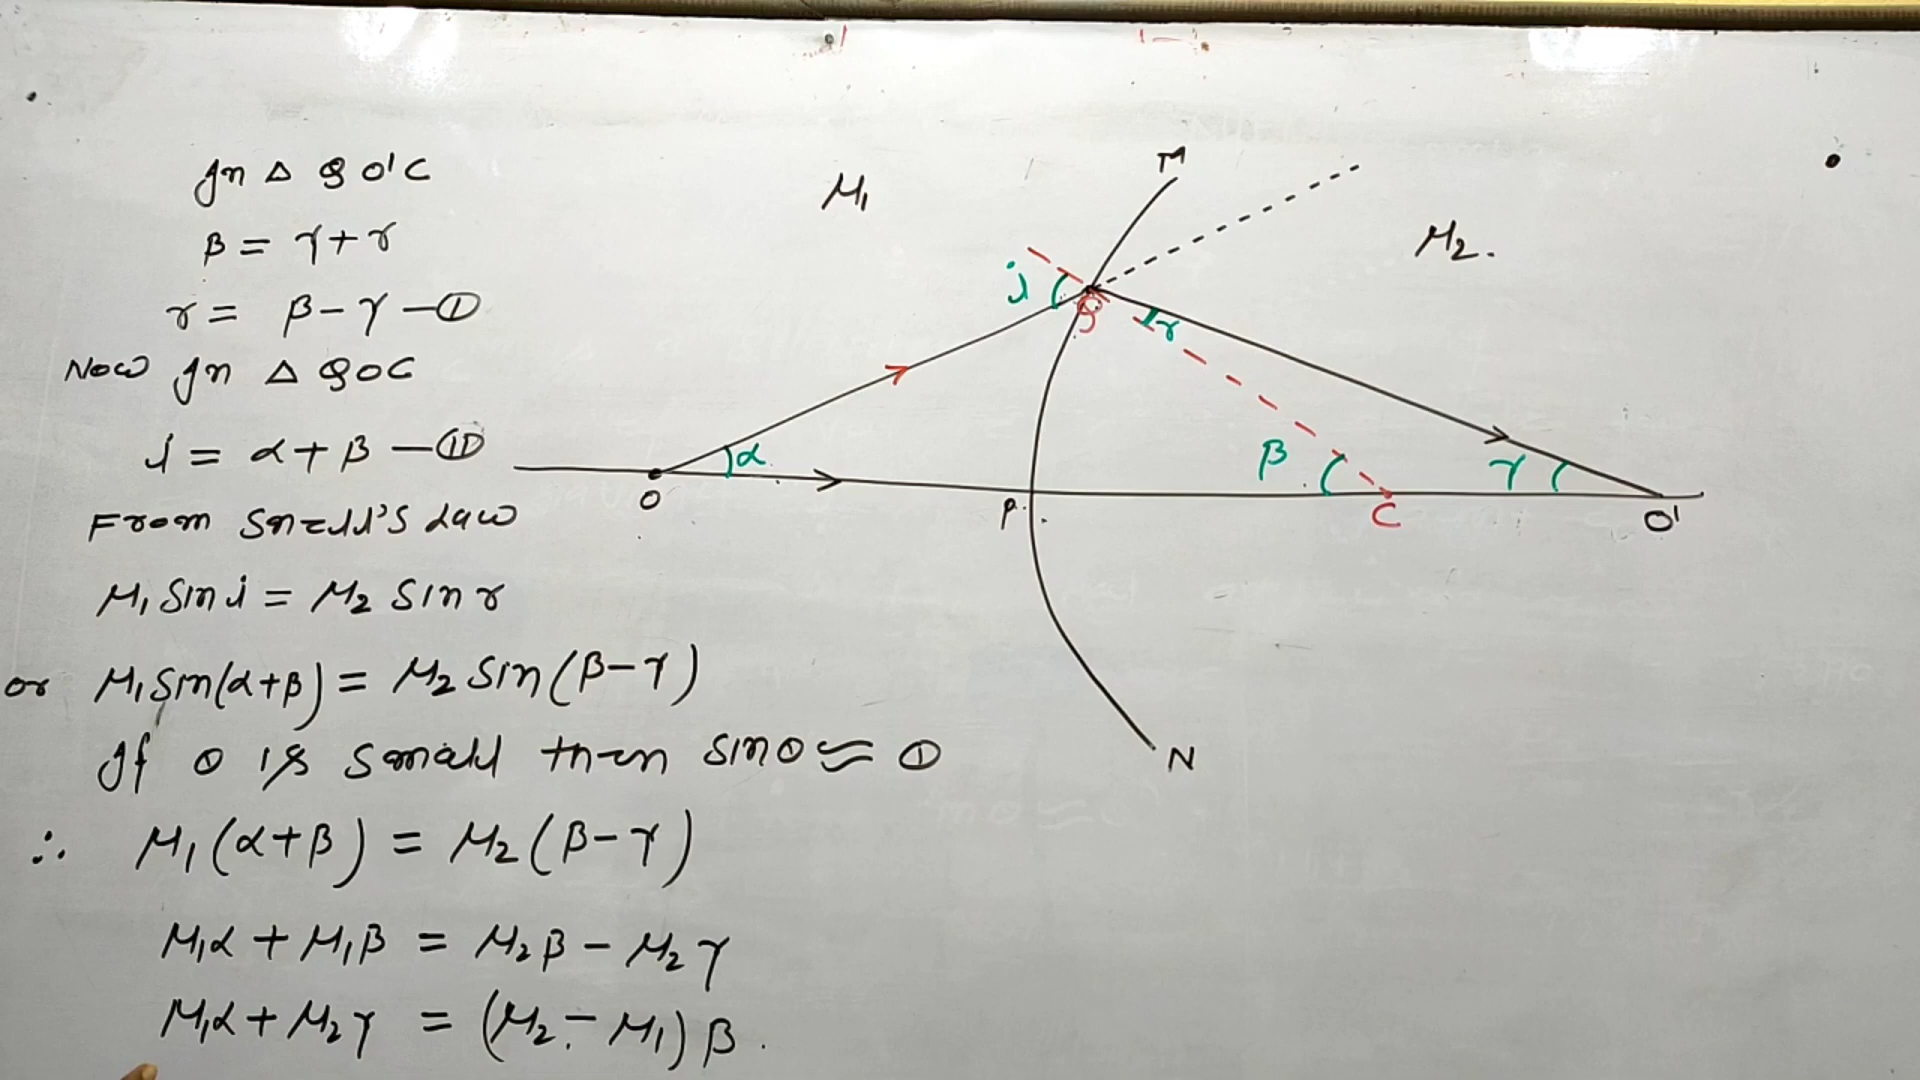 In △ QO'C
β = γ + r
r = β - γ — ①
Now In △ QOC
i = α + β — ②
From Snell's Law
μ₁ Sin i = μ₂ Sin r
or μ₁ Sin(α+β) = μ₂ Sin(β-γ)
If θ is small then Sinθ ≈ θ
∴ μ₁(α+β) = μ₂(β-γ)
μ₁α + μ₁β = μ₂β - μ₂γ
μ₁α + μ₂γ = (μ₂ - μ₁)β.
M
μ₁
μ₂.
i
Q
r
α
β
γ
O
P
C
O'
N